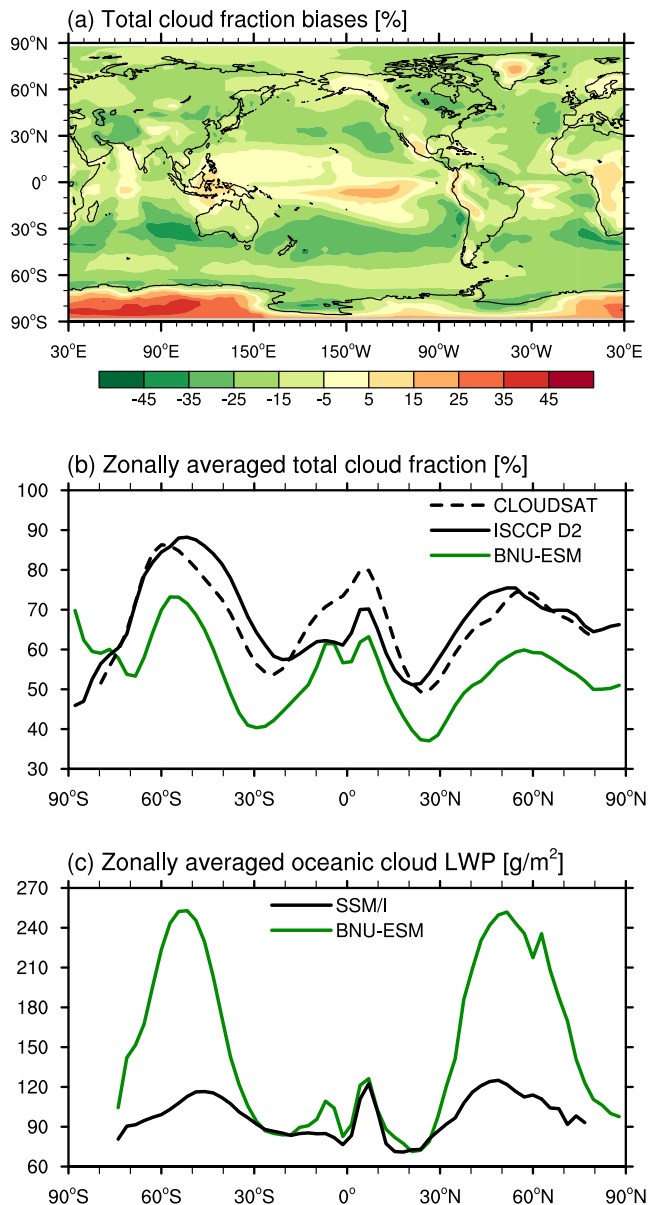 (a) Total cloud fraction biases [%]
90°N
60°N
30°N
0°
30°S
60°S
90°S
30°E 90°E 150°E 150°W 90°W 30°W 30°E
-45 -35 -25 -15 -5 5 15 25 35 45
(b) Zonally averaged total cloud fraction [%]
100
90
80
70
60
50
40
30
CLOUDSAT
ISCCP D2
BNU-ESM
90°S 60°S 30°S 0° 30°N 60°N 90°N
(c) Zonally averaged oceanic cloud LWP [g/m²]
270
240
210
180
150
120
90
60
SSM/I
BNU-ESM
90°S 60°S 30°S 0° 30°N 60°N 90°N